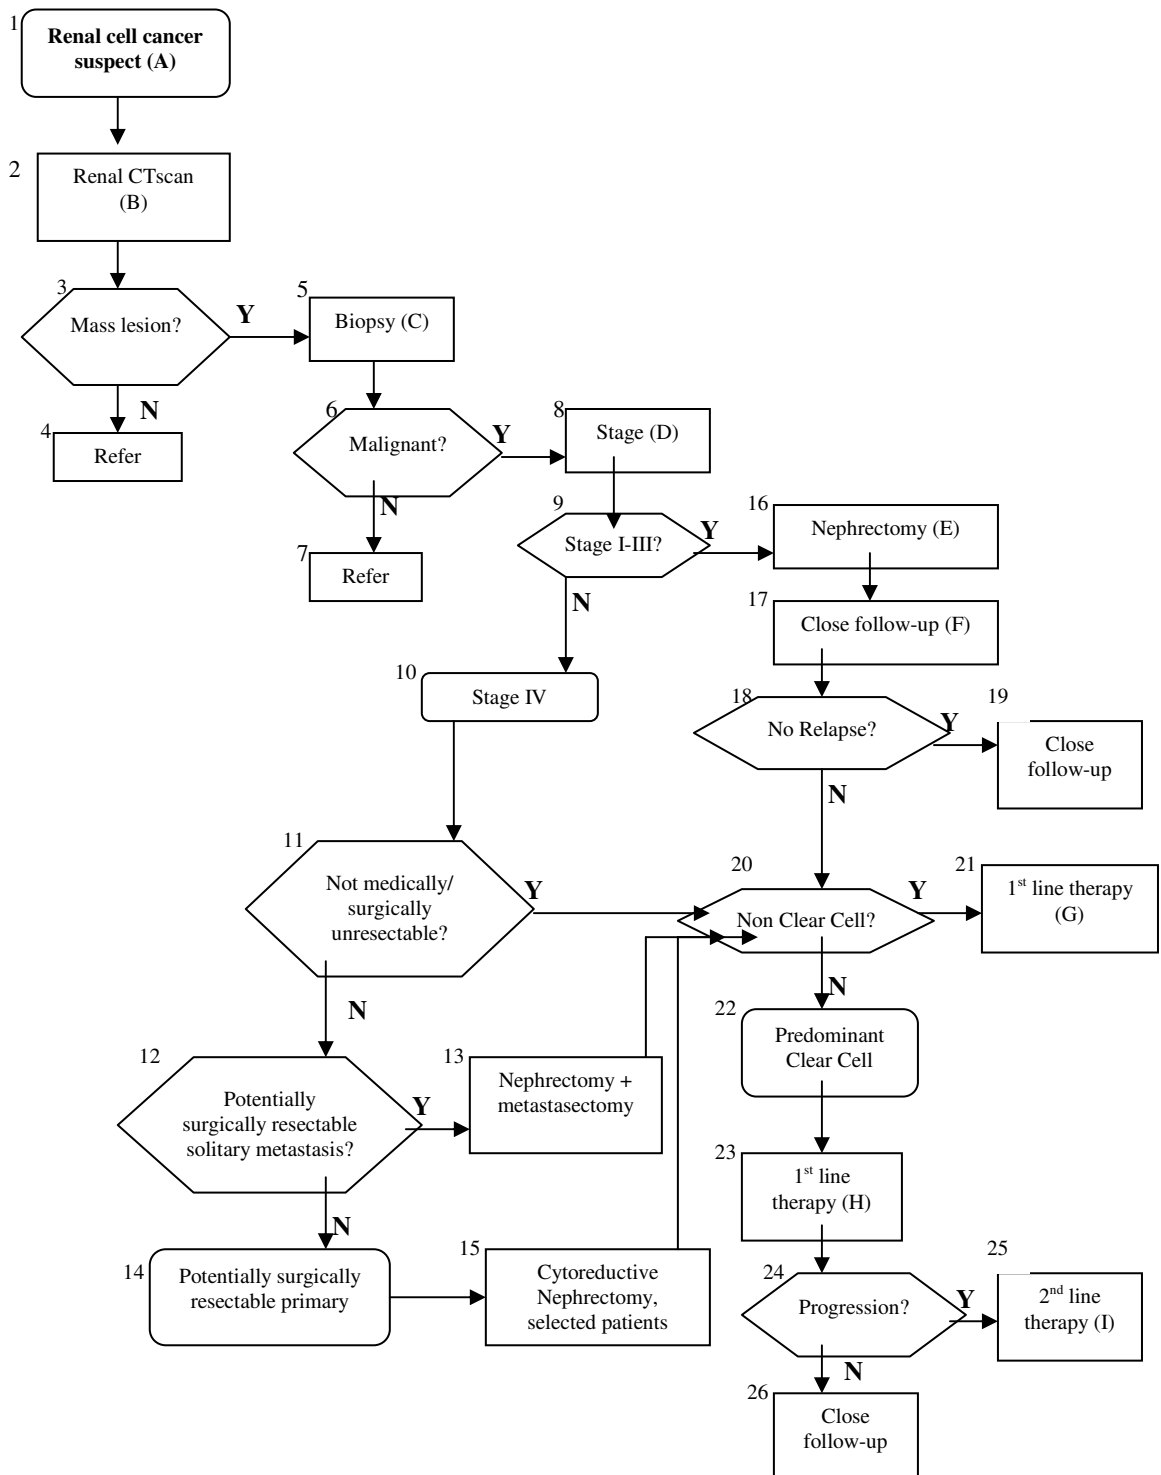 1
Renal cell cancer
suspect (A)
2
Renal CTscan
(B)
3
Mass lesion?
Y
N
4
Refer
5
Biopsy (C)
6
Malignant?
Y
N
7
Refer
8
Stage (D)
9
Stage I-III?
Y
N
10
Stage IV
11
Not medically/
surgically
unresectable?
Y
N
12
Potentially
surgically resectable
solitary metastasis?
Y
N
13
Nephrectomy +
metastasectomy
14
Potentially surgically
resectable primary
15
Cytoreductive
Nephrectomy,
selected patients
16
Nephrectomy (E)
17
Close follow-up (F)
18
No Relapse?
Y
N
19
Close
follow-up
20
Non Clear Cell?
Y
N
21
1st line therapy
(G)
22
Predominant
Clear Cell
23
1st line
therapy (H)
24
Progression?
Y
N
25
2nd line
therapy (I)
26
Close
follow-up